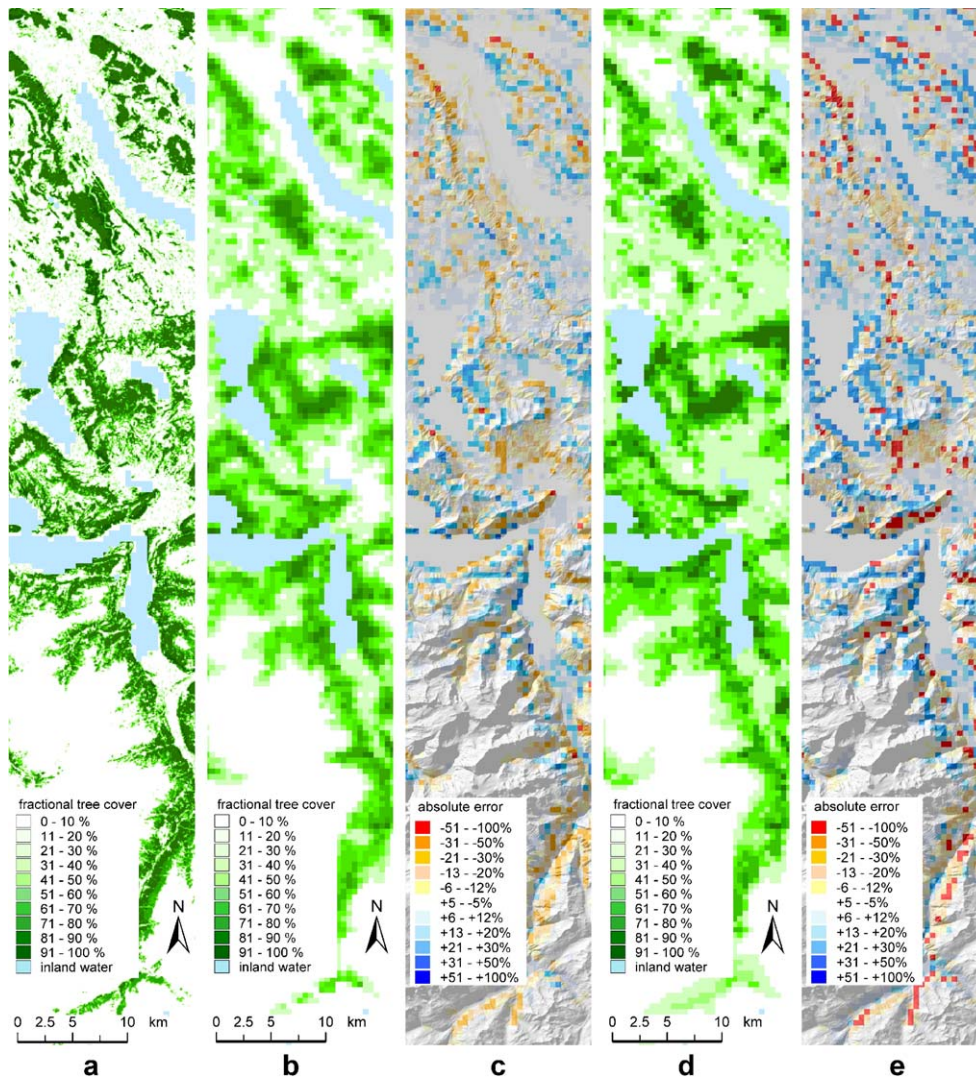 fractional tree cover
0 - 10 %
11 - 20 %
21 - 30 %
31 - 40 %
41 - 50 %
51 - 60 %
61 - 70 %
71 - 80 %
81 - 90 %
91 - 100 %
inland water
N
0 2.5 5 10 km
a
fractional tree cover
0 - 10 %
11 - 20 %
21 - 30 %
31 - 40 %
41 - 50 %
51 - 60 %
61 - 70 %
71 - 80 %
81 - 90 %
91 - 100 %
inland water
N
0 2.5 5 10
b
absolute error
-51 - -100%
-31 - -50%
-21 - -30%
-13 - -20%
-6 - -12%
+5 - -5%
+6 - +12%
+13 - +20%
+21 - +30%
+31 - +50%
+51 - +100%
c
fractional tree cover
0 - 10 %
11 - 20 %
21 - 30 %
31 - 40 %
41 - 50 %
51 - 60 %
61 - 70 %
71 - 80 %
81 - 90 %
91 - 100 %
inland water
N
0 2.5 5 10 km
d
absolute error
-51 - -100%
-31 - -50%
-21 - -30%
-13 - -20%
-6 - -12%
+5 - -5%
+6 - +12%
+13 - +20%
+21 - +30%
+31 - +50%
+51 - +100%
e